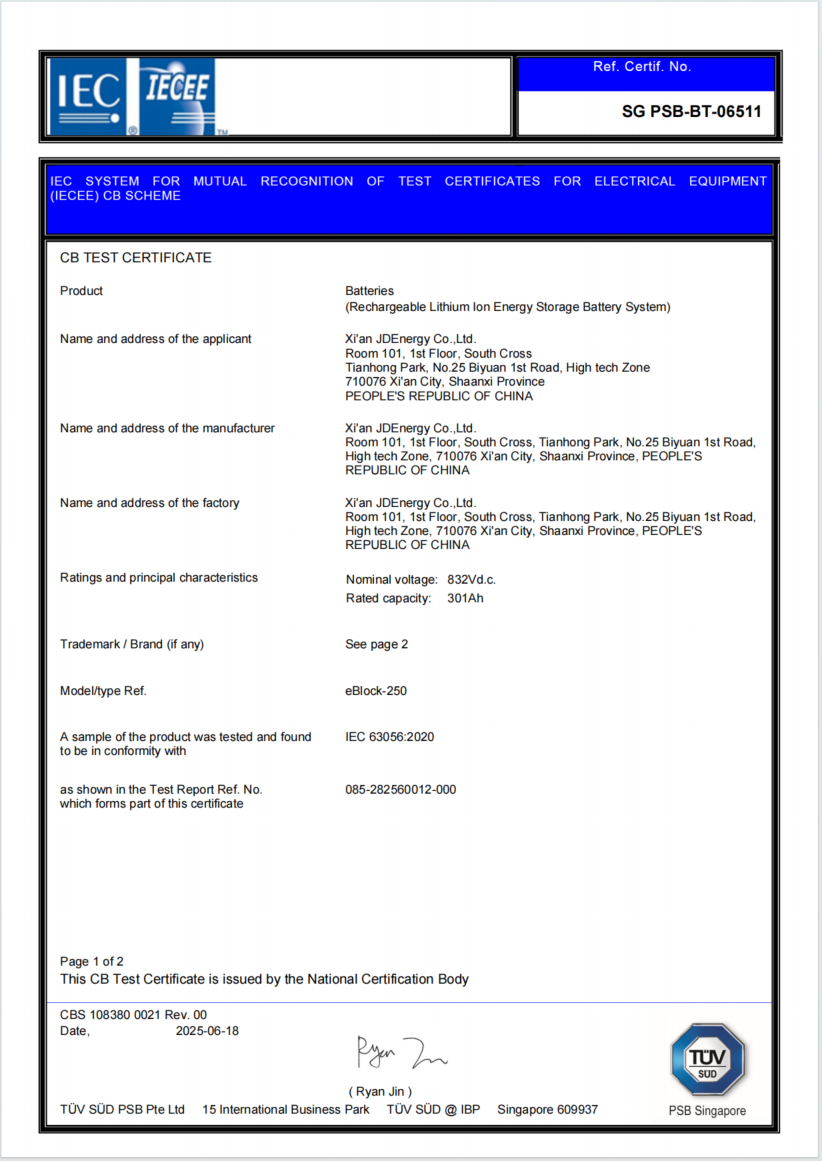 IEC
®
IECEE
TM
Ref. Certif. No.
SG PSB-BT-06511
IEC SYSTEM FOR MUTUAL RECOGNITION OF TEST CERTIFICATES FOR ELECTRICAL EQUIPMENT
(IECEE) CB SCHEME
CB TEST CERTIFICATE
Product
Batteries
(Rechargeable Lithium Ion Energy Storage Battery System)
Name and address of the applicant
Xi'an JDEnergy Co.,Ltd.
Room 101, 1st Floor, South Cross
Tianhong Park, No.25 Biyuan 1st Road, High tech Zone
710076 Xi'an City, Shaanxi Province
PEOPLE'S REPUBLIC OF CHINA
Name and address of the manufacturer
Xi'an JDEnergy Co.,Ltd.
Room 101, 1st Floor, South Cross, Tianhong Park, No.25 Biyuan 1st Road,
High tech Zone, 710076 Xi'an City, Shaanxi Province, PEOPLE'S
REPUBLIC OF CHINA
Name and address of the factory
Xi'an JDEnergy Co.,Ltd.
Room 101, 1st Floor, South Cross, Tianhong Park, No.25 Biyuan 1st Road,
High tech Zone, 710076 Xi'an City, Shaanxi Province, PEOPLE'S
REPUBLIC OF CHINA
Ratings and principal characteristics
Nominal voltage: 832Vd.c.
Rated capacity: 301Ah
Trademark / Brand (if any)
See page 2
Model/type Ref.
eBlock-250
A sample of the product was tested and found
to be in conformity with
IEC 63056:2020
as shown in the Test Report Ref. No.
which forms part of this certificate
085-282560012-000
Page 1 of 2
This CB Test Certificate is issued by the National Certification Body
CBS 108380 0021 Rev. 00
Date, 2025-06-18
Ryan Jin
( Ryan Jin )
TÜV SÜD PSB Pte Ltd 15 International Business Park TÜV SÜD @ IBP Singapore 609937
TÜV
SÜD
PSB Singapore